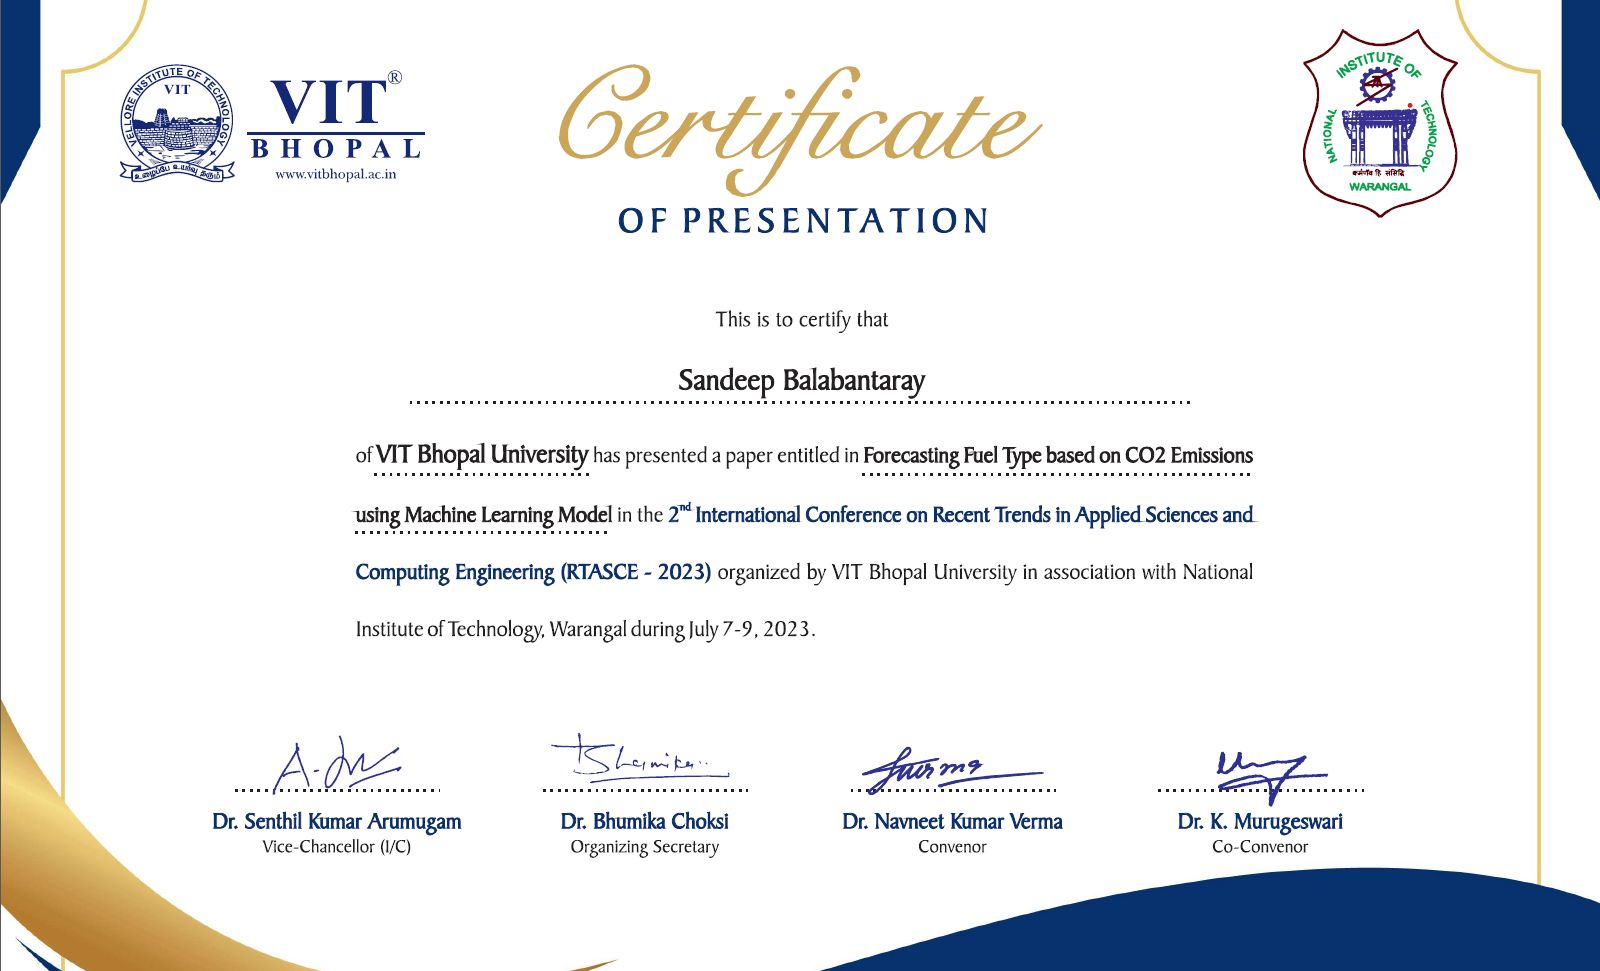 VELLORE INSTITUTE OF TECHNOLOGY
VIT
VIT®
BHOPAL
www.vitbhopal.ac.in
Certificate
OF PRESENTATION
INSTITUTE OF
NATIONAL
TECHNOLOGY
WARANGAL
This is to certify that
Sandeep Balabantaray
of VIT Bhopal University has presented a paper entitled in Forecasting Fuel Type based on CO2 Emissions
using Machine Learning Model in the 2nd International Conference on Recent Trends in Applied Sciences and
Computing Engineering (RTASCE - 2023) organized by VIT Bhopal University in association with National
Institute of Technology, Warangal during July 7-9, 2023.
Dr. Senthil Kumar Arumugam
Vice-Chancellor (I/C)
Dr. Bhumika Choksi
Organizing Secretary
Dr. Navneet Kumar Verma
Convenor
Dr. K. Murugeswari
Co-Convenor